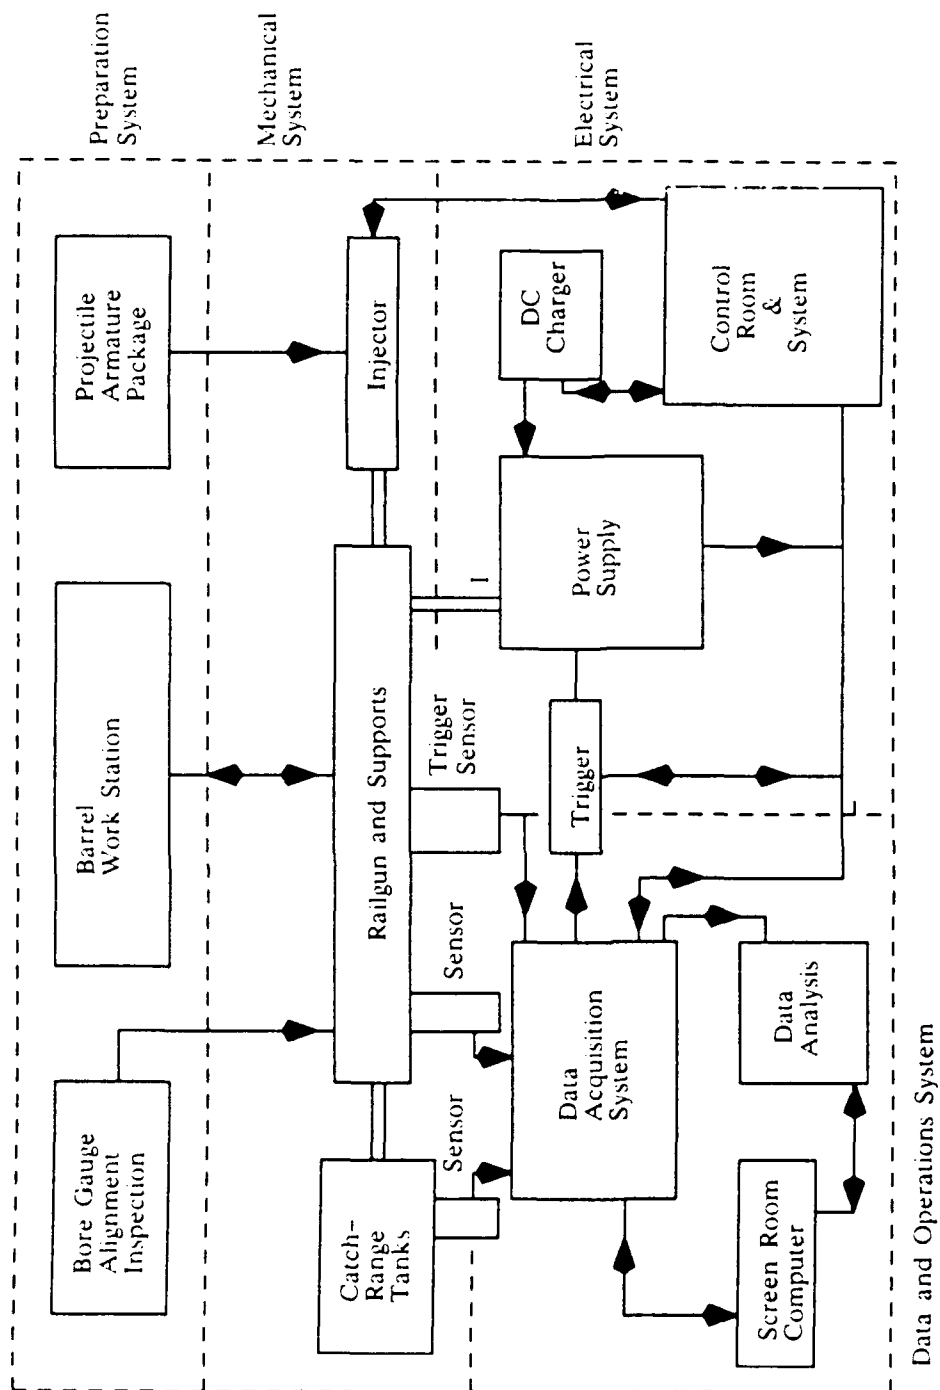 Preparation
System
Bore Gauge
Alignment
Inspection
Barrel
Work Station
Projectile
Armature
Package
Mechanical
System
Catch-
Range
Tanks
Railgun and Supports
Injector
Sensor
Sensor
Trigger
Sensor
I
Electrical
System
Data
Acquisition
System
Trigger
Power
Supply
DC
Charger
Control
Room
&
System
Screen Room
Computer
Data
Analysis
Data and Operations System